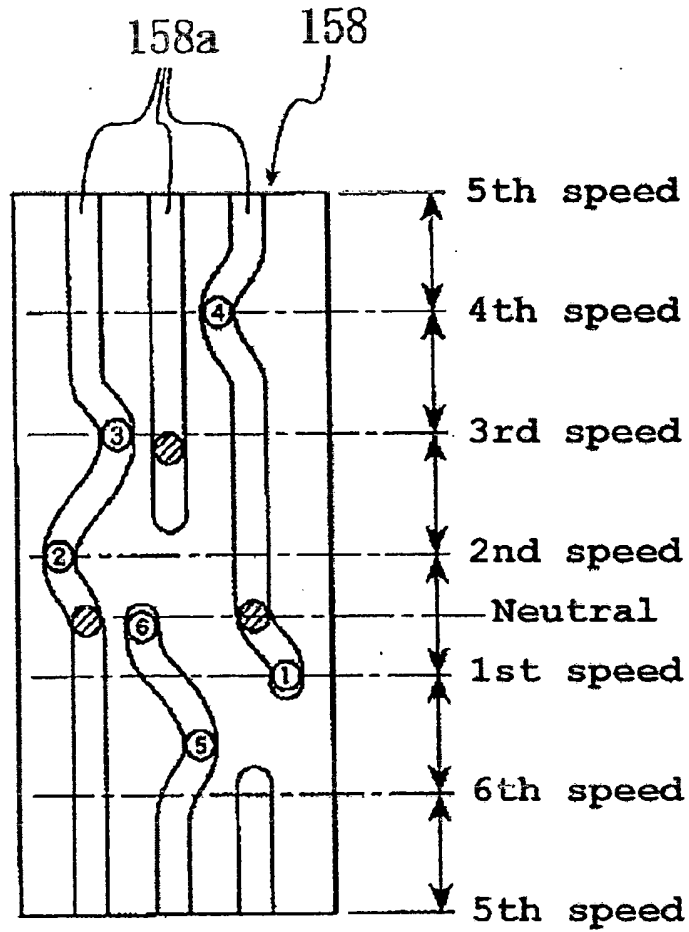 158a
158
5th speed
4th speed
4
3rd speed
3
2nd speed
2
Neutral
6
1st speed
1
5
6th speed
5th speed